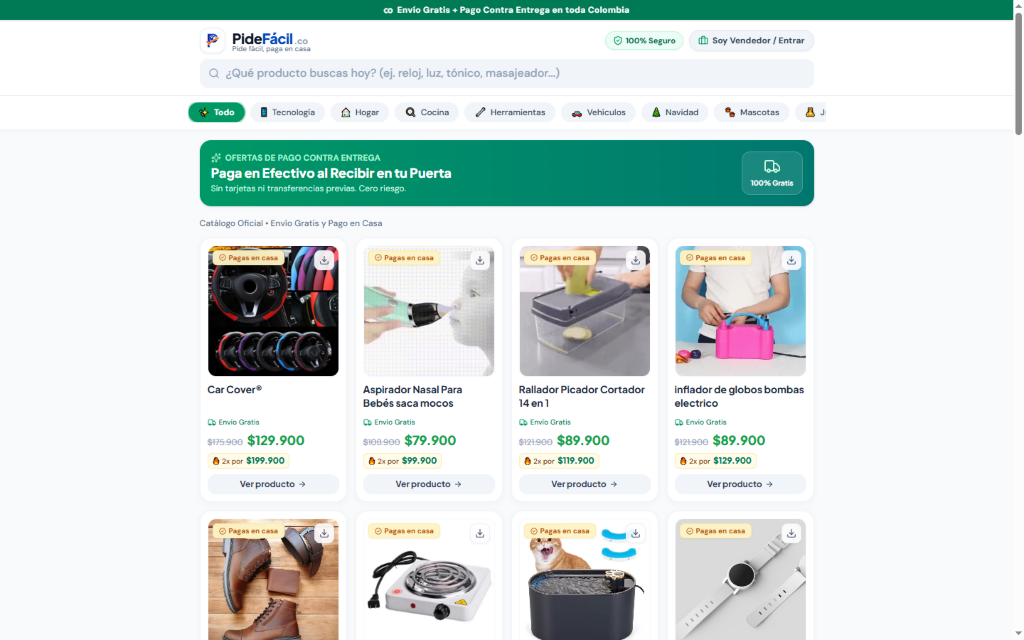 Envío Gratis + Pago Contra Entrega en toda Colombia
PideFácil.co
Pide fácil, paga en casa
100% Seguro
Soy Vendedor / Entrar
¿Qué producto buscas hoy? (ej. reloj, luz, tónico, masajeador...)
Todo
Tecnología
Hogar
Cocina
Herramientas
Vehículos
Navidad
Mascotas
J
OFERTAS DE PAGO CONTRA ENTREGA
Paga en Efectivo al Recibir en tu Puerta
Sin tarjetas ni transferencias previas. Cero riesgo.
100% Gratis
Catálogo Oficial • Envío Gratis y Pago en Casa
Pagas en casa
Car Cover®
Envío Gratis
$175.900 $129.900
2x por $199.900
Ver producto →
Pagas en casa
Aspirador Nasal Para
Bebés saca mocos
Envío Gratis
$108.900 $79.900
2x por $99.900
Ver producto →
Pagas en casa
Rallador Picador Cortador
14 en 1
Envío Gratis
$121.900 $89.900
2x por $119.900
Ver producto →
Pagas en casa
inflador de globos bombas
electrico
Envío Gratis
$121.900 $89.900
2x por $129.900
Ver producto →
Pagas en casa
Pagas en casa
Pagas en casa
Pagas en casa